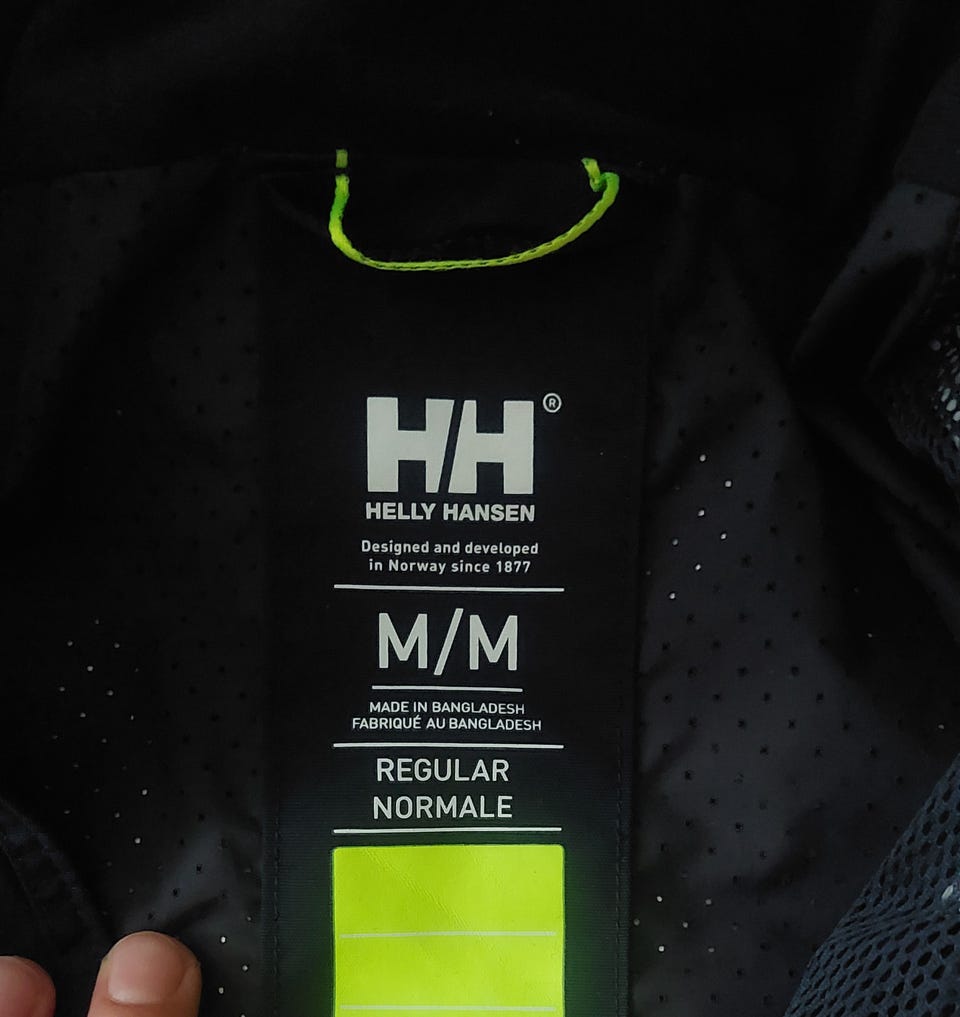 HH®
HELLY HANSEN
Designed and developed
in Norway since 1877
M/M
MADE IN BANGLADESH
FABRIQUÉ AU BANGLADESH
REGULAR
NORMALE